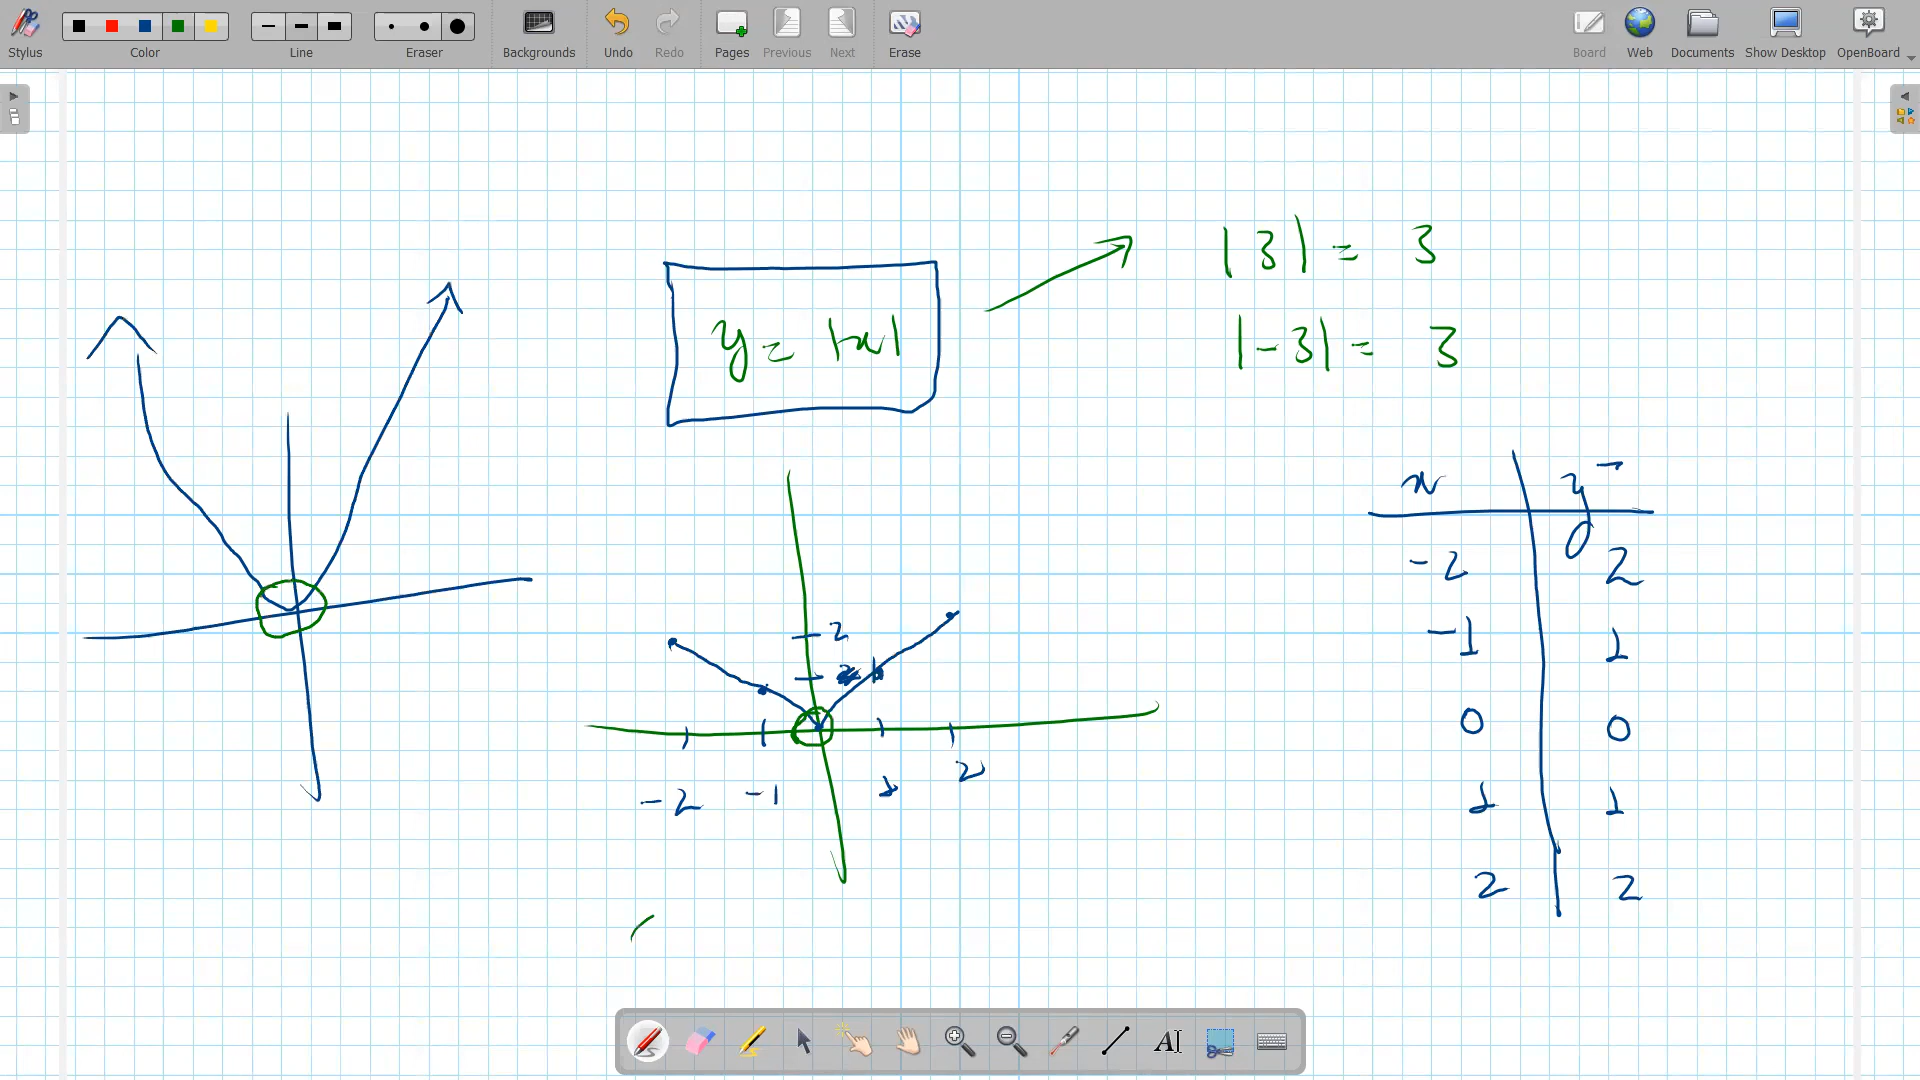 Stylus
Color
Line
Eraser
Backgrounds
Undo
Redo
Pages
Previous
Next
Erase
Board
Web
Documents
Show Desktop
OpenBoard
y = |x|
|3| = 3
|-3| = 3
x y
-2 2
-1 1
0 0
1 1
2 2
2
1
-2 -1 1 2